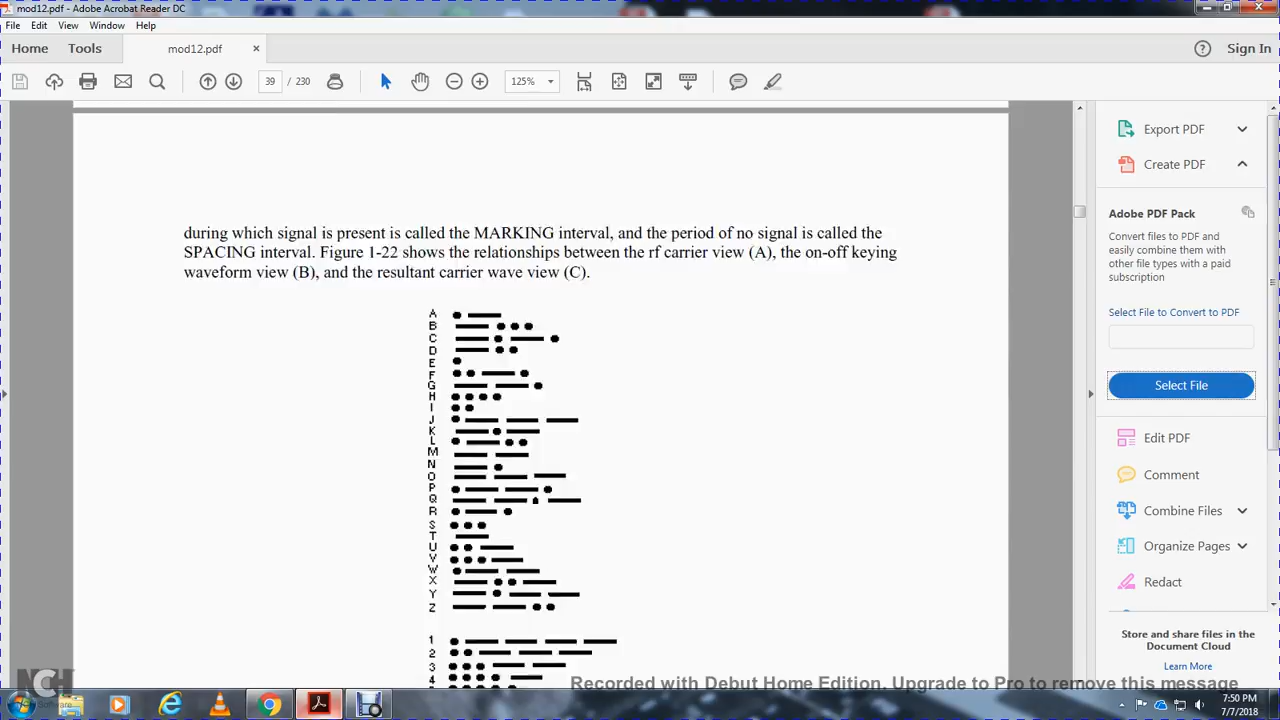 mod12.pdf - Adobe Acrobat Reader DC
File Edit View Window Help
Home Tools mod12.pdf × ? Sign In
39 / 230 125%
during which signal is present is called the MARKING interval, and the period of no signal is called the
SPACING interval. Figure 1-22 shows the relationships between the rf carrier view (A), the on-off keying
waveform view (B), and the resultant carrier wave view (C).
A
B
C
D
E
F
G
H
I
J
K
L
M
N
O
P
Q
R
S
T
U
V
W
X
Y
Z
1
2
3
4
Export PDF
Create PDF
Adobe PDF Pack
Convert files to PDF and
easily combine them with
other file types with a paid
subscription
Select File to Convert to PDF
Select File
Edit PDF
Comment
Combine Files
Organize Pages
Redact
Store and share files in the
Document Cloud
Learn More
NCH
Software
Recorded with Debut Home Edition. Upgrade to Pro to remove this message
7:50 PM
7/7/2018